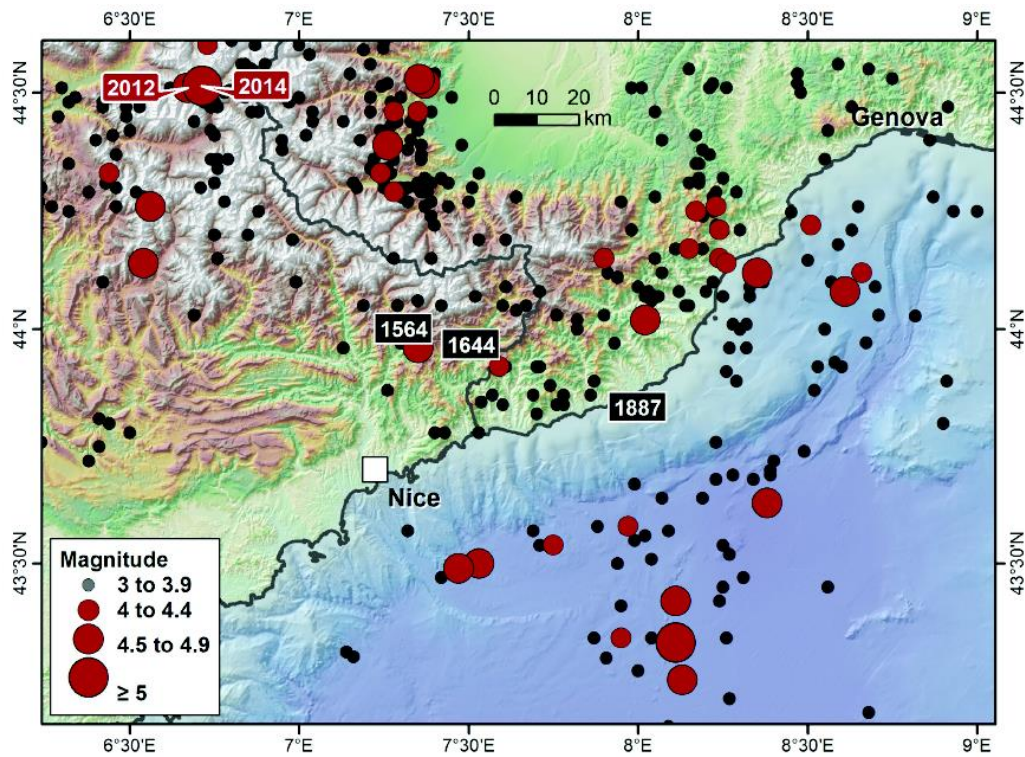 6°30'E 7°E 7°30'E 8°E 8°30'E 9°E
44°30'N 44°30'N
2012 2014
0 10 20
km
Genova
44°N 44°N
1564
1644
1887
Nice
43°30'N 43°30'N
Magnitude
3 to 3.9
4 to 4.4
4.5 to 4.9
≥ 5
6°30'E 7°E 7°30'E 8°E 8°30'E 9°E